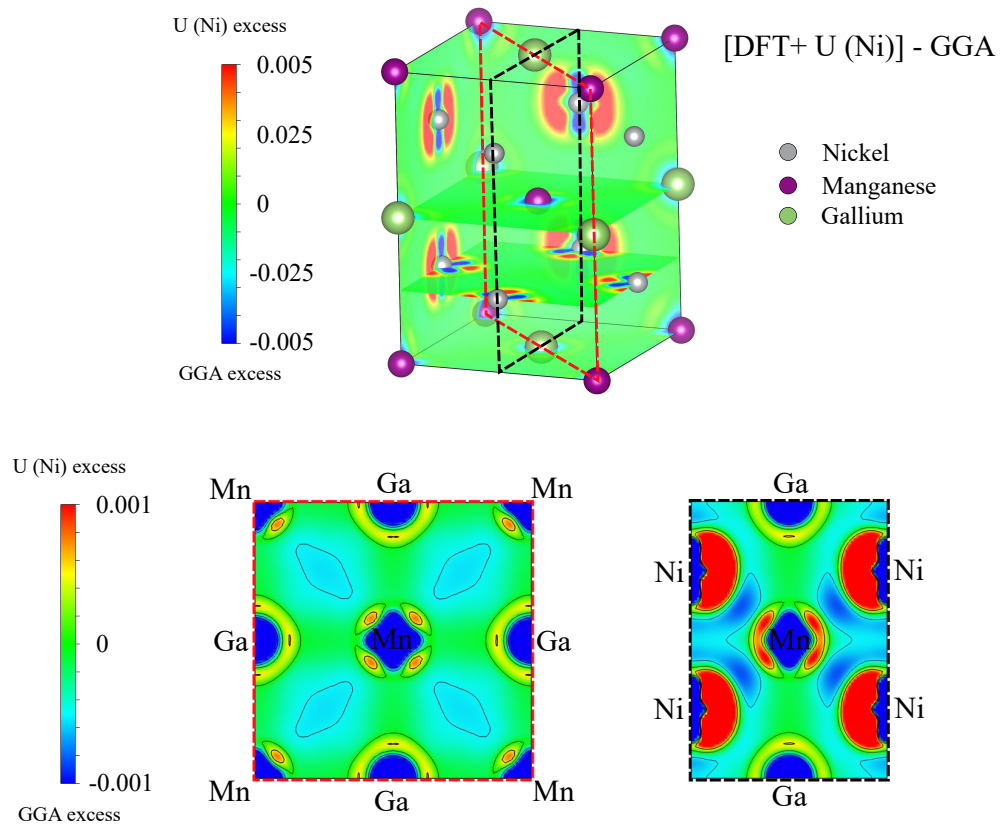 U (Ni) excess
0.005
0.025
0
-0.025
-0.005
GGA excess
[DFT+ U (Ni)] - GGA
Nickel
Manganese
Gallium
U (Ni) excess
0.001
0
-0.001
GGA excess
Mn Ga Mn
Ga Mn Ga
Mn Ga Mn
Ga
Ni Ni
Mn
Ni Ni
Ga